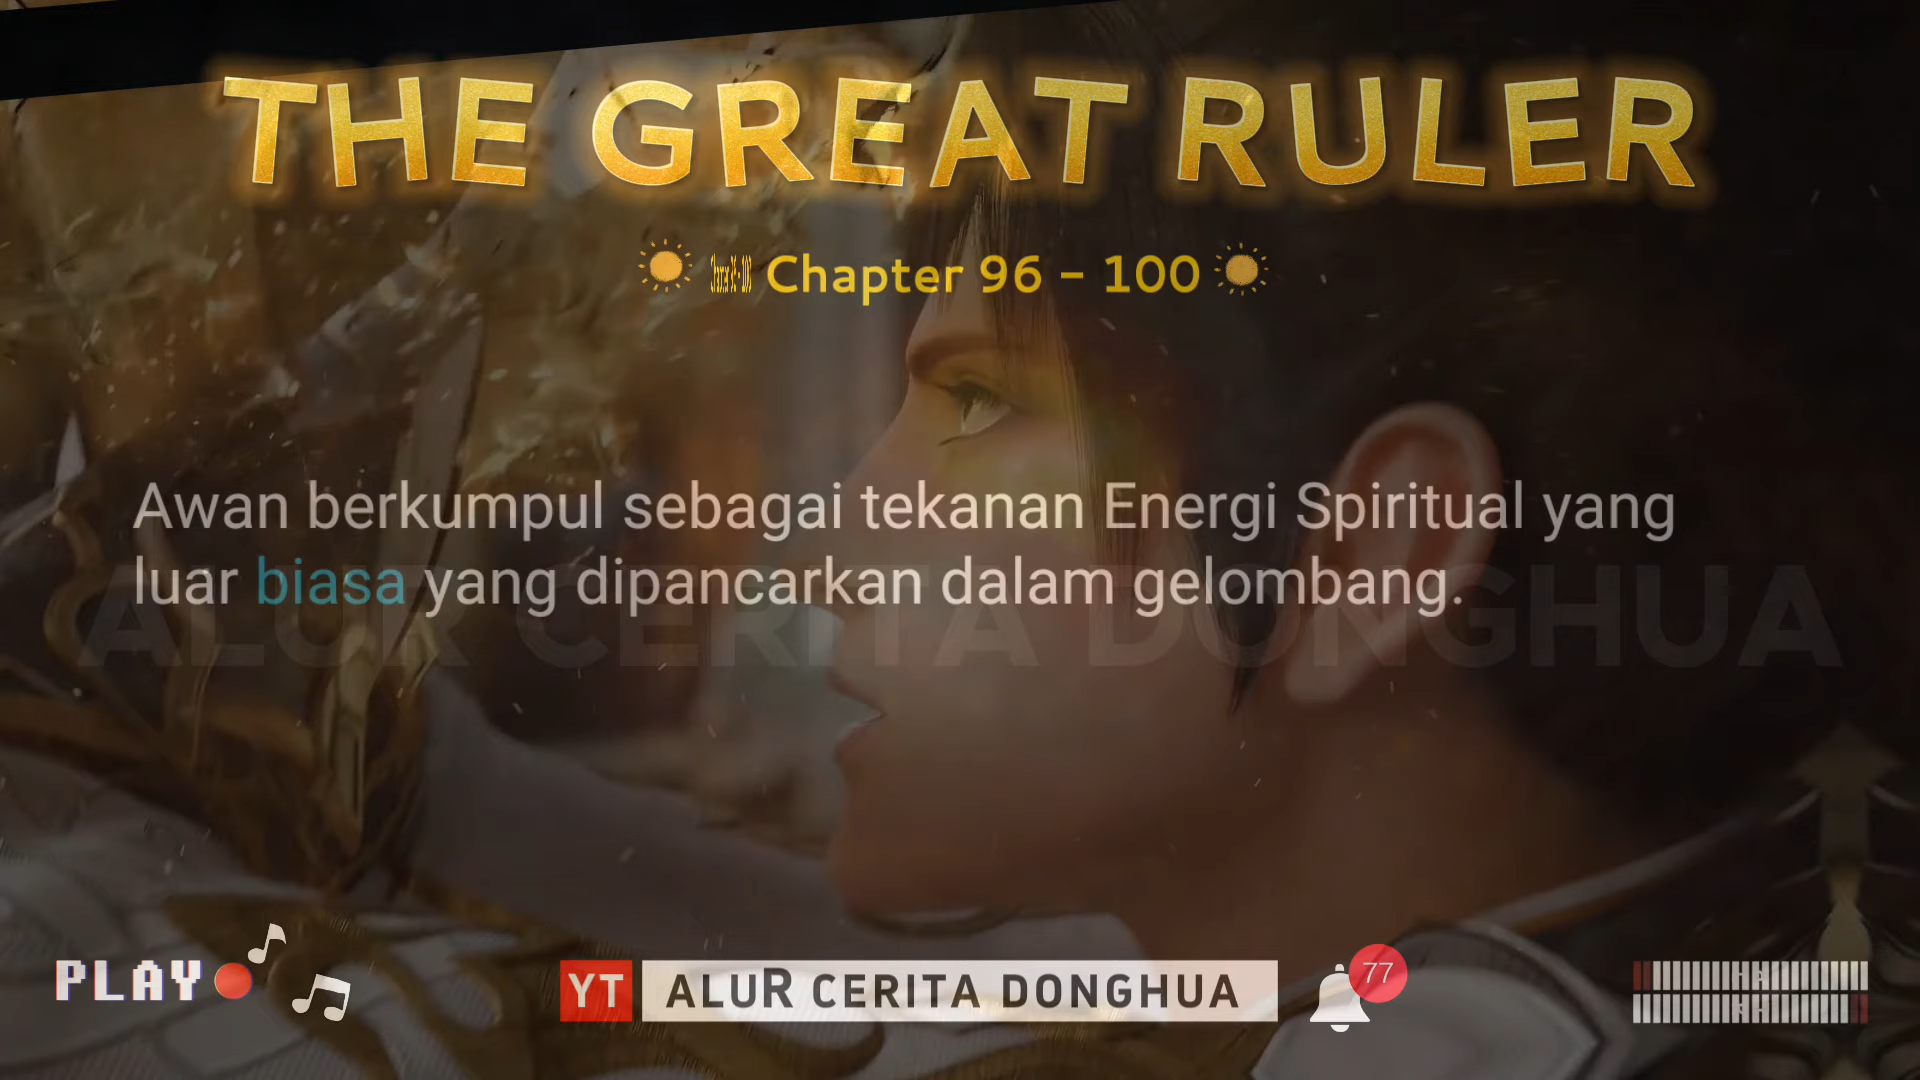 THE GREAT RULER
Chapter 96 - 100
Awan berkumpul sebagai tekanan Energi Spiritual yang
luar biasa yang dipancarkan dalam gelombang.
ALUR CERITA DONGHUA
PLAY
YT ALUR CERITA DONGHUA
77